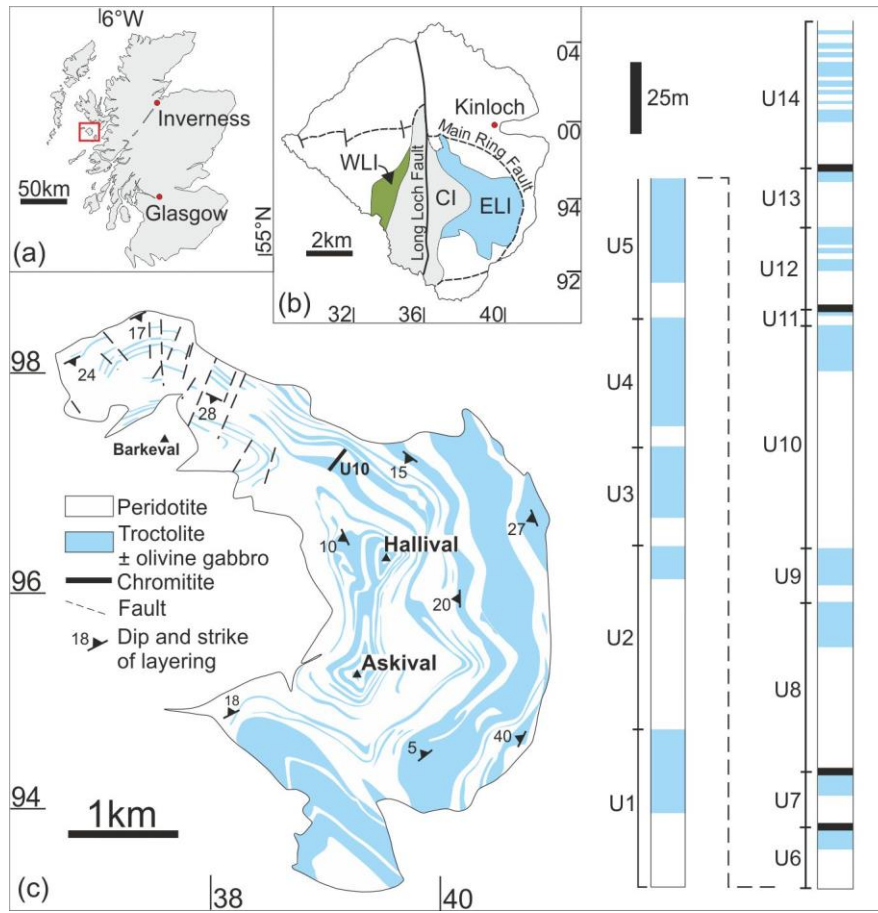 6°W
Inverness
Glasgow
50km
(a)
55°N
04
00
94
92
32
36
40
Kinloch
Main Ring Fault
Long Loch Fault
WLI
CI
ELI
2km
(b)
98
96
94
38
40
17
24
28
Barkeval
U10
15
27
10
Hallival
20
Askival
18
5
40
Peridotite
Troctolite
± olivine gabbro
Chromitite
Fault
18
Dip and strike
of layering
1km
(c)
25m
U5
U4
U3
U2
U1
U14
U13
U12
U11
U10
U9
U8
U7
U6